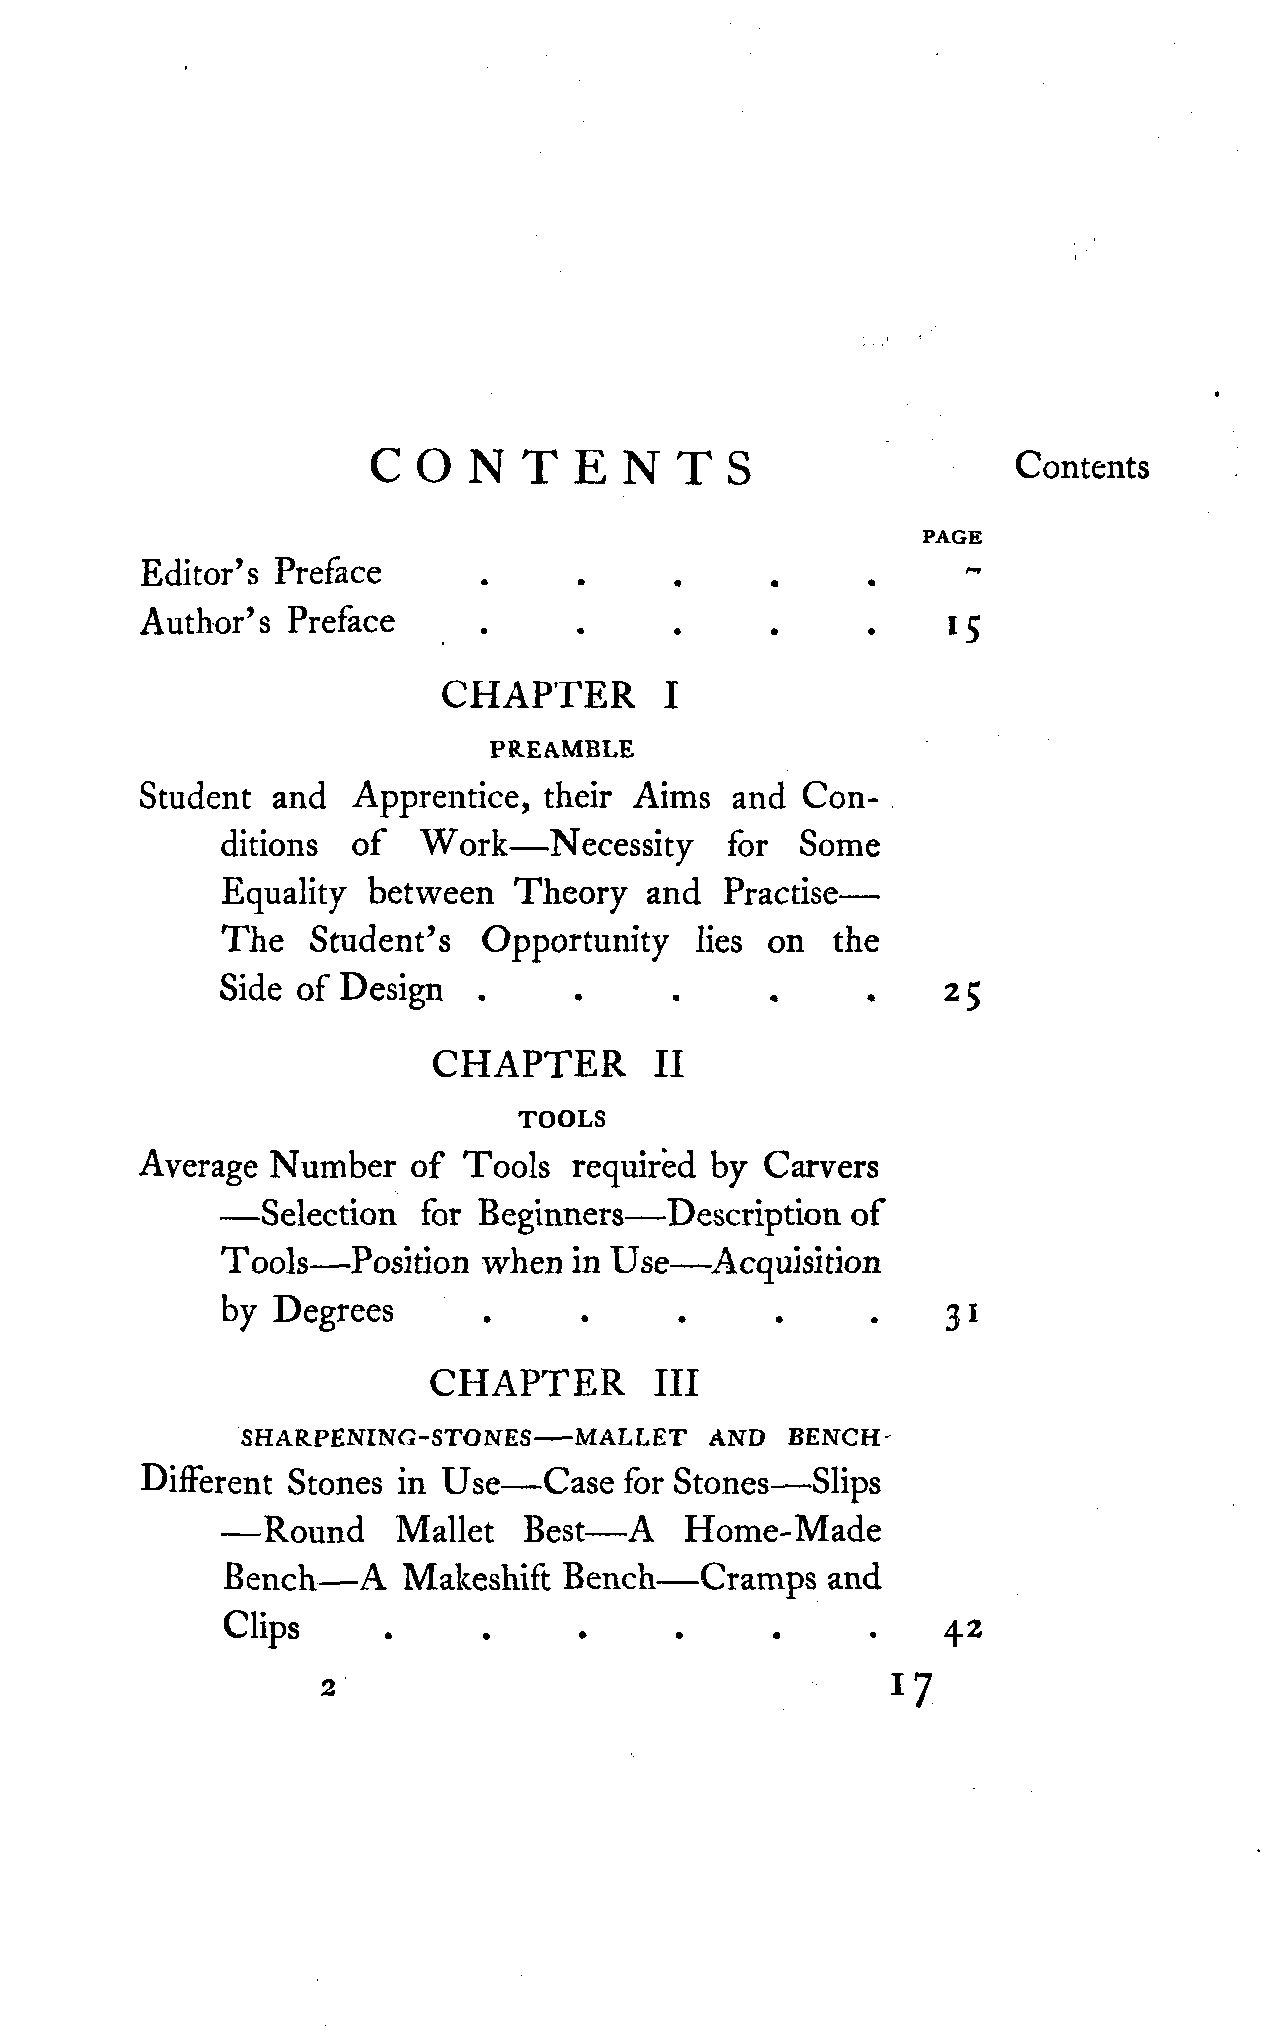 CONTENTS
Contents
PAGE
Editor's Preface . . . . .
Author's Preface . . . . . 15
CHAPTER I
PREAMBLE
Student and Apprentice, their Aims and Con-
ditions of Work—Necessity for Some
Equality between Theory and Practise—
The Student's Opportunity lies on the
Side of Design . . . . . 25
CHAPTER II
TOOLS
Average Number of Tools required by Carvers
—Selection for Beginners—Description of
Tools—Position when in Use—Acquisition
by Degrees . . . . . 31
CHAPTER III
SHARPENING-STONES—MALLET AND BENCH
Different Stones in Use—Case for Stones—Slips
—Round Mallet Best—A Home-Made
Bench—A Makeshift Bench—Cramps and
Clips . . . . . . 42
2 17